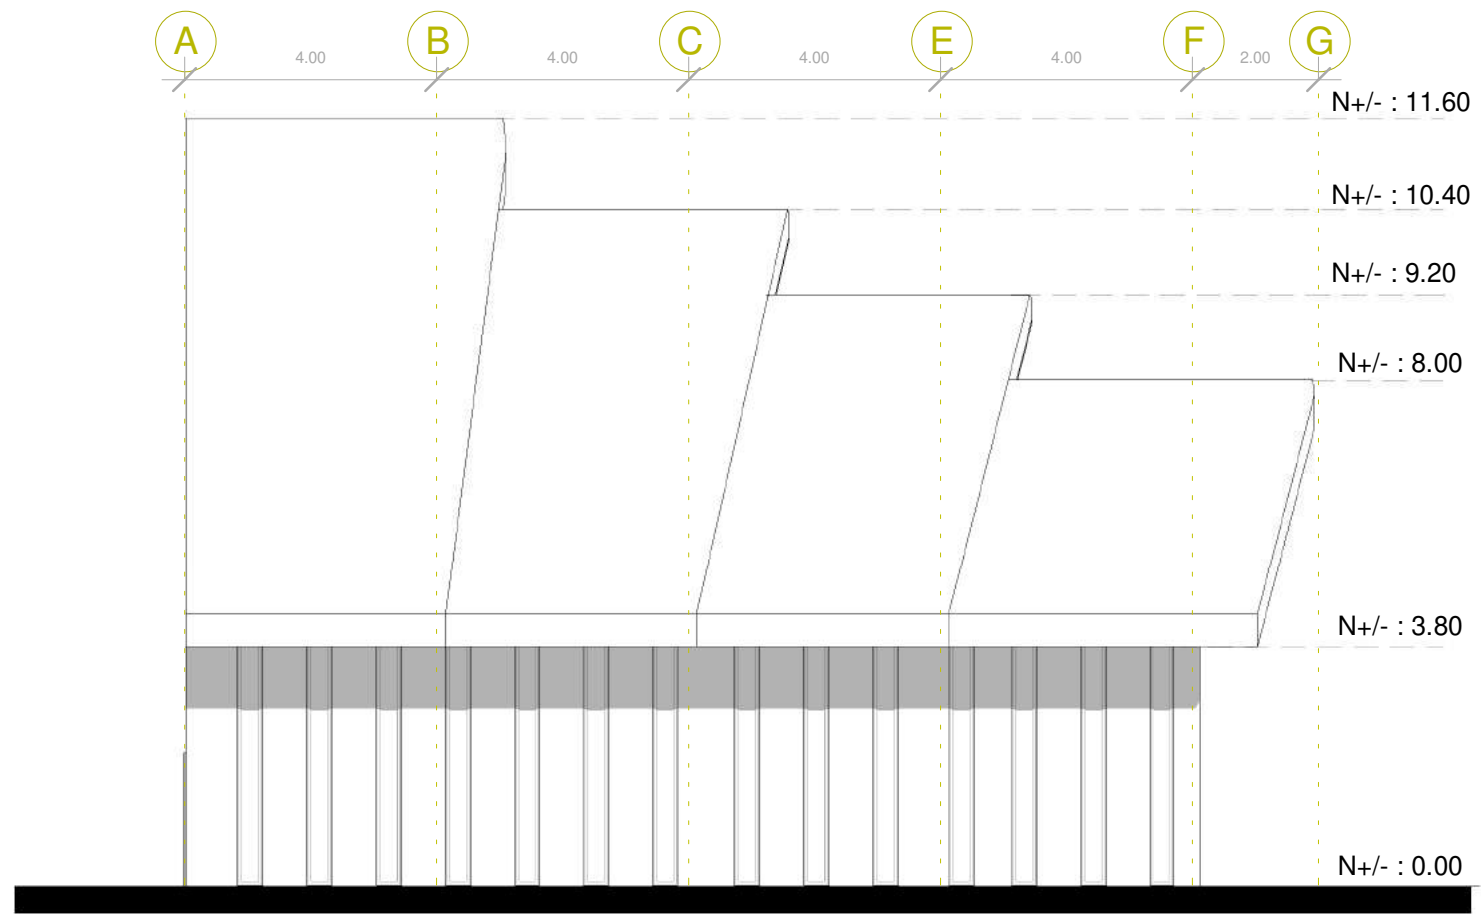 A B C E F G
4.00 4.00 4.00 4.00 2.00
N+/- : 11.60
N+/- : 10.40
N+/- : 9.20
N+/- : 8.00
N+/- : 3.80
N+/- : 0.00